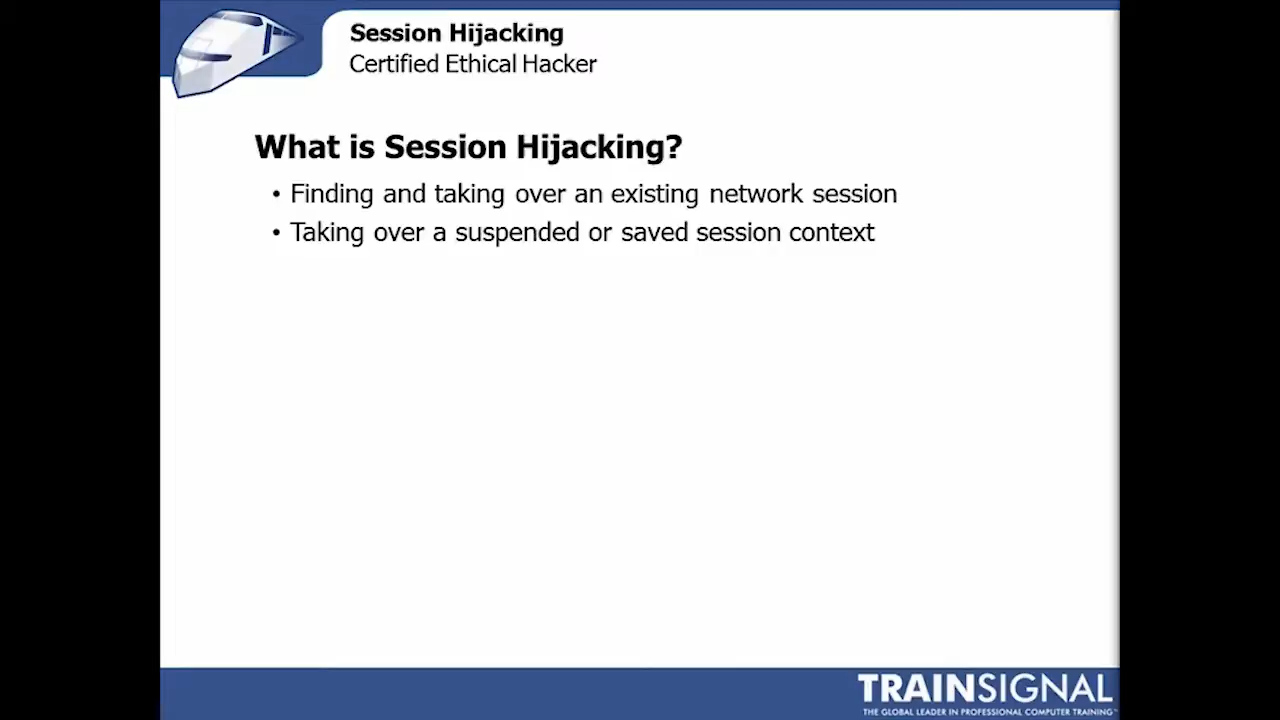 Session Hijacking
Certified Ethical Hacker
What is Session Hijacking?
• Finding and taking over an existing network session
• Taking over a suspended or saved session context
TRAINSIGNAL
THE GLOBAL LEADER IN PROFESSIONAL COMPUTER TRAINING